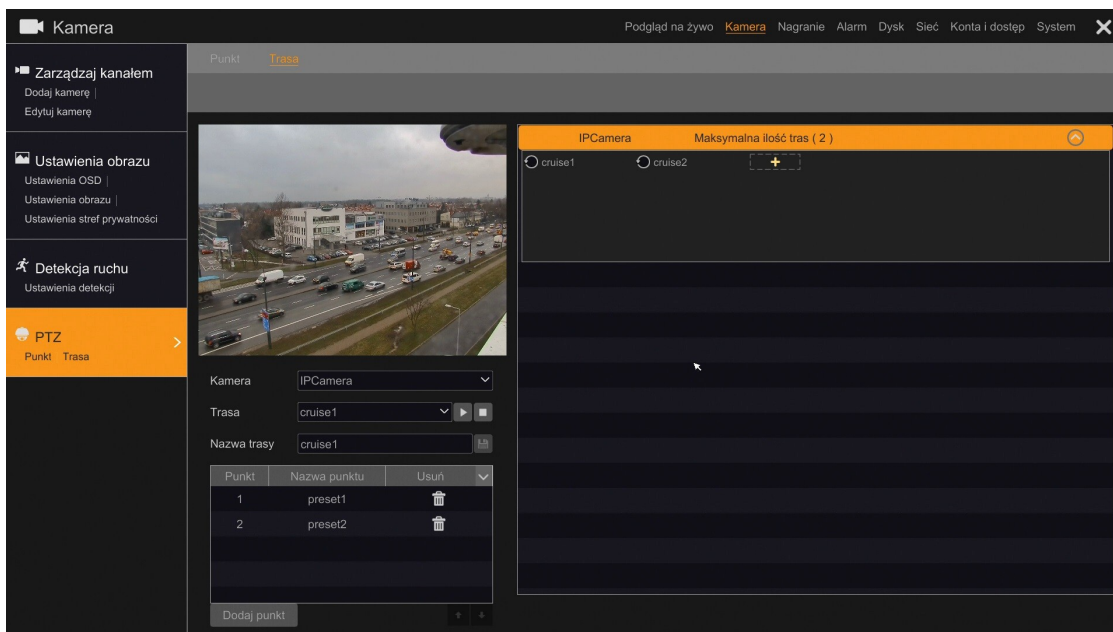 Kamera
Podgląd na żywo Kamera Nagranie Alarm Dysk Sieć Konta i dostęp System
Punkt Trasa
Zarządzaj kanałem
Dodaj kamerę |
Edytuj kamerę
Ustawienia obrazu
Ustawienia OSD |
Ustawienia obrazu |
Ustawienia stref prywatności
Detekcja ruchu
Ustawienia detekcji
PTZ
Punkt Trasa
Kamera IPCamera
Trasa cruise1
Nazwa trasy cruise1
Punkt Nazwa punktu Usuń
1 preset1
2 preset2
Dodaj punkt
IPCamera Maksymalna ilość tras ( 2 )
cruise1 cruise2 +